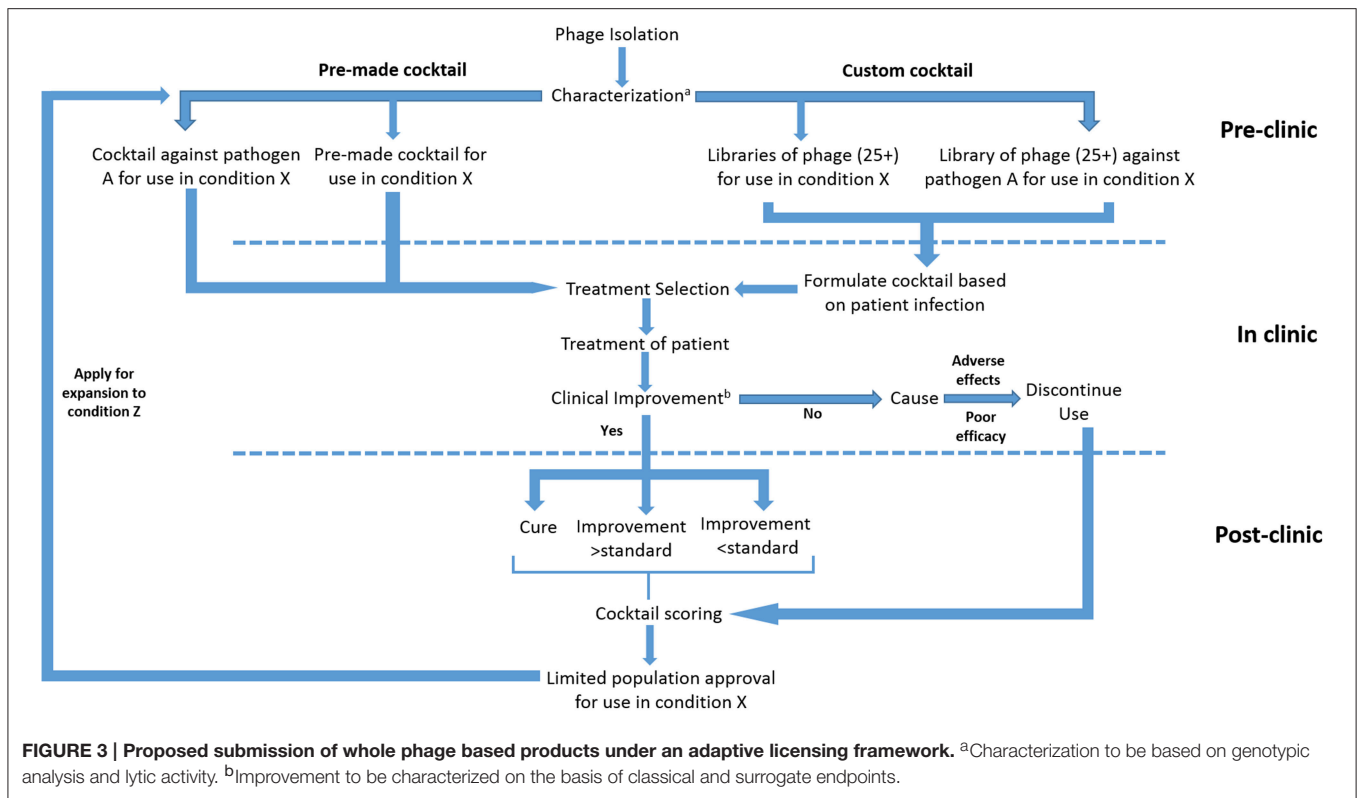 Phage Isolation
Pre-made cocktail
Custom cocktail
Characterizationᵃ
Pre-clinic
Cocktail against pathogen
A for use in condition X
Pre-made cocktail for
use in condition X
Libraries of phage (25+)
for use in condition X
Library of phage (25+) against
pathogen A for use in condition X
Treatment Selection
Formulate cocktail based
on patient infection
In clinic
Treatment of patient
Apply for
expansion to
condition Z
Clinical Improvementᵇ
No
Cause
Adverse
effects
Poor
efficacy
Discontinue
Use
Yes
Cure
Improvement
>standard
Improvement
<standard
Post-clinic
Cocktail scoring
Limited population approval
for use in condition X
FIGURE 3 | Proposed submission of whole phage based products under an adaptive licensing framework. ᵃCharacterization to be based on genotypic
analysis and lytic activity. ᵇImprovement to be characterized on the basis of classical and surrogate endpoints.